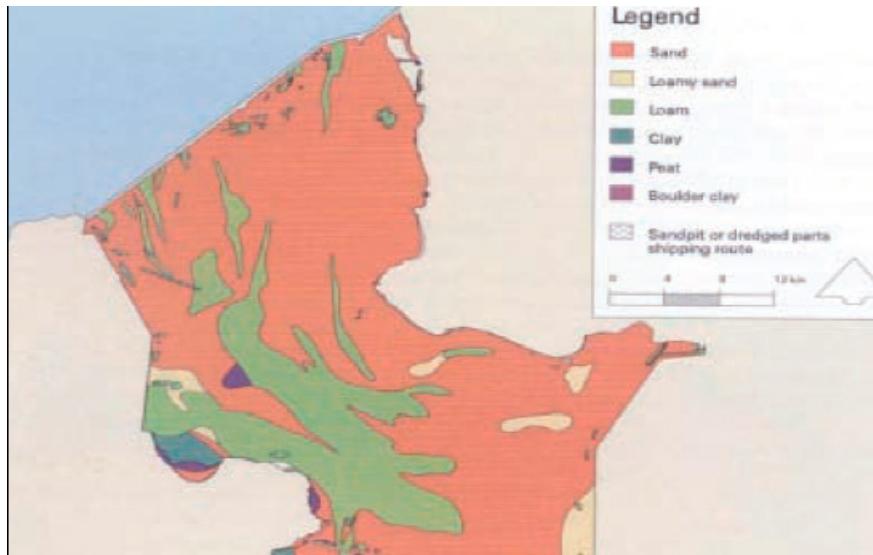 Legend
Sand
Loamy sand
Loam
Clay
Peat
Boulder clay
Sandpit or dredged parts
shipping route
0 4 8 12 km